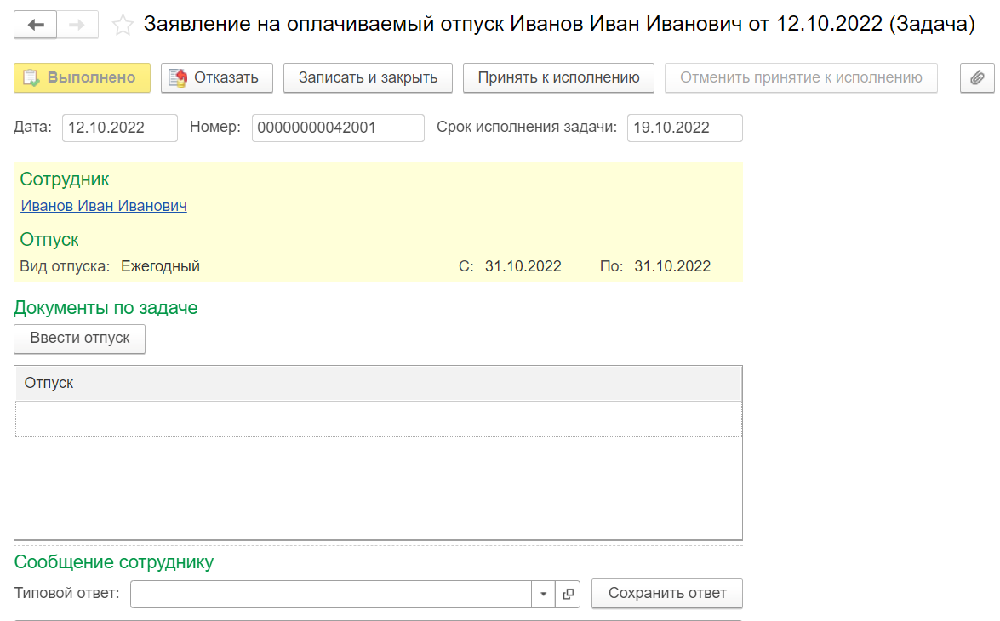 Заявление на оплачиваемый отпуск Иванов Иван Иванович от 12.10.2022 (Задача)
Выполнено Отказать Записать и закрыть Принять к исполнению Отменить принятие к исполнению
Дата: 12.10.2022 Номер: 00000000042001 Срок исполнения задачи: 19.10.2022
Сотрудник
Иванов Иван Иванович
Отпуск
Вид отпуска: Ежегодный С: 31.10.2022 По: 31.10.2022
Документы по задаче
Ввести отпуск
Отпуск
Сообщение сотруднику
Типовой ответ: Сохранить ответ